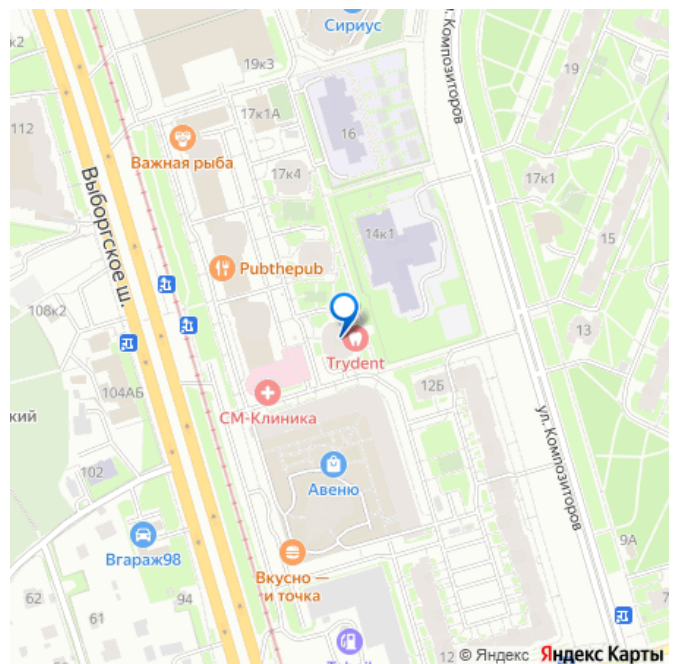 Сириус
к2
19к3
19
ул. Композиторов
17к1А
16
112
Важная рыба
17к4
17к1
Выборгское ш.
14к1
15
Pubthepub
108к2
13
Trydent
12Б
104АБ
СМ-Клиника
кий
ул. Композиторов
102
Авеню
Вгараж98
9А
Вкусно —
и точка
62
94
61
12
© Яндекс Яндекс Карты